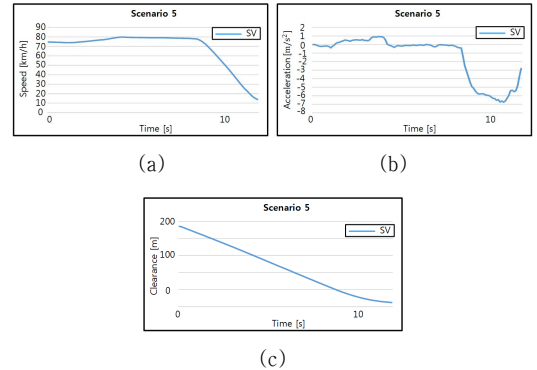 Scenario 5
Speed [km/h]
90
80
70
60
50
40
30
20
10
0
SV
0
10
Time [s]
(a)
Scenario 5
Acceleration [m/s²]
2
1
0
-1
-2
-3
-4
-5
-6
-7
-8
SV
0
10
Time [s]
(b)
Scenario 5
Clearance [m]
200
100
0
SV
0
10
Time [s]
(c)